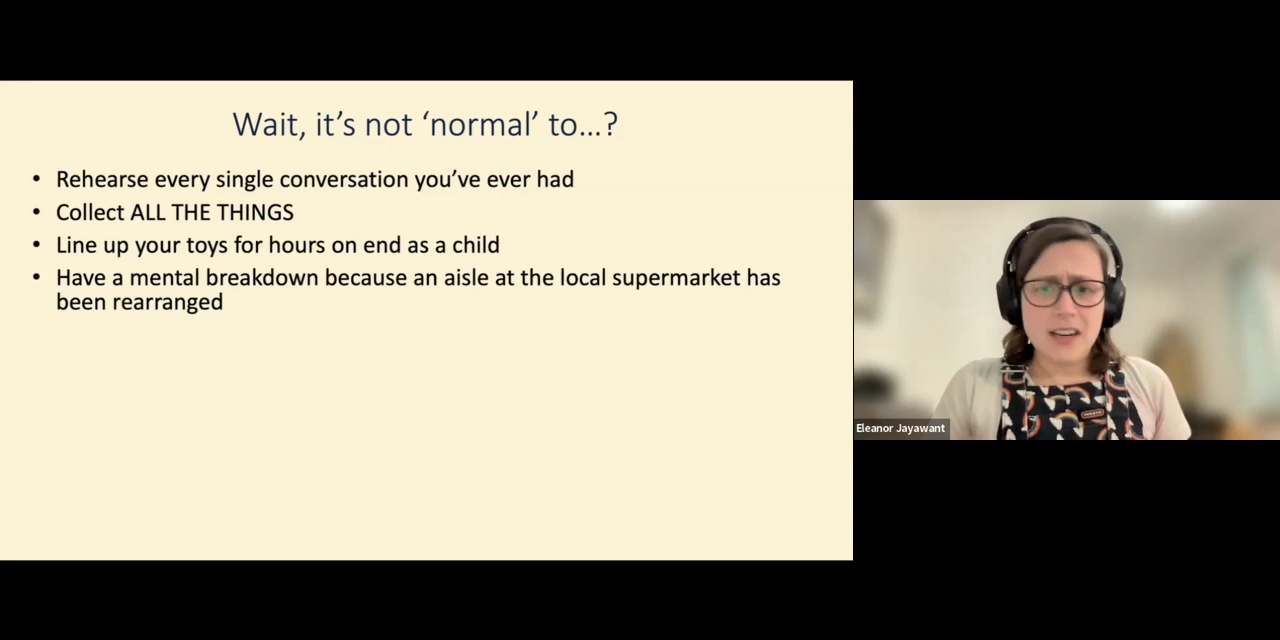 Wait, it's not ‘normal’ to...?
• Rehearse every single conversation you've ever had
• Collect ALL THE THINGS
• Line up your toys for hours on end as a child
• Have a mental breakdown because an aisle at the local supermarket has
been rearranged
Eleanor Jayawant